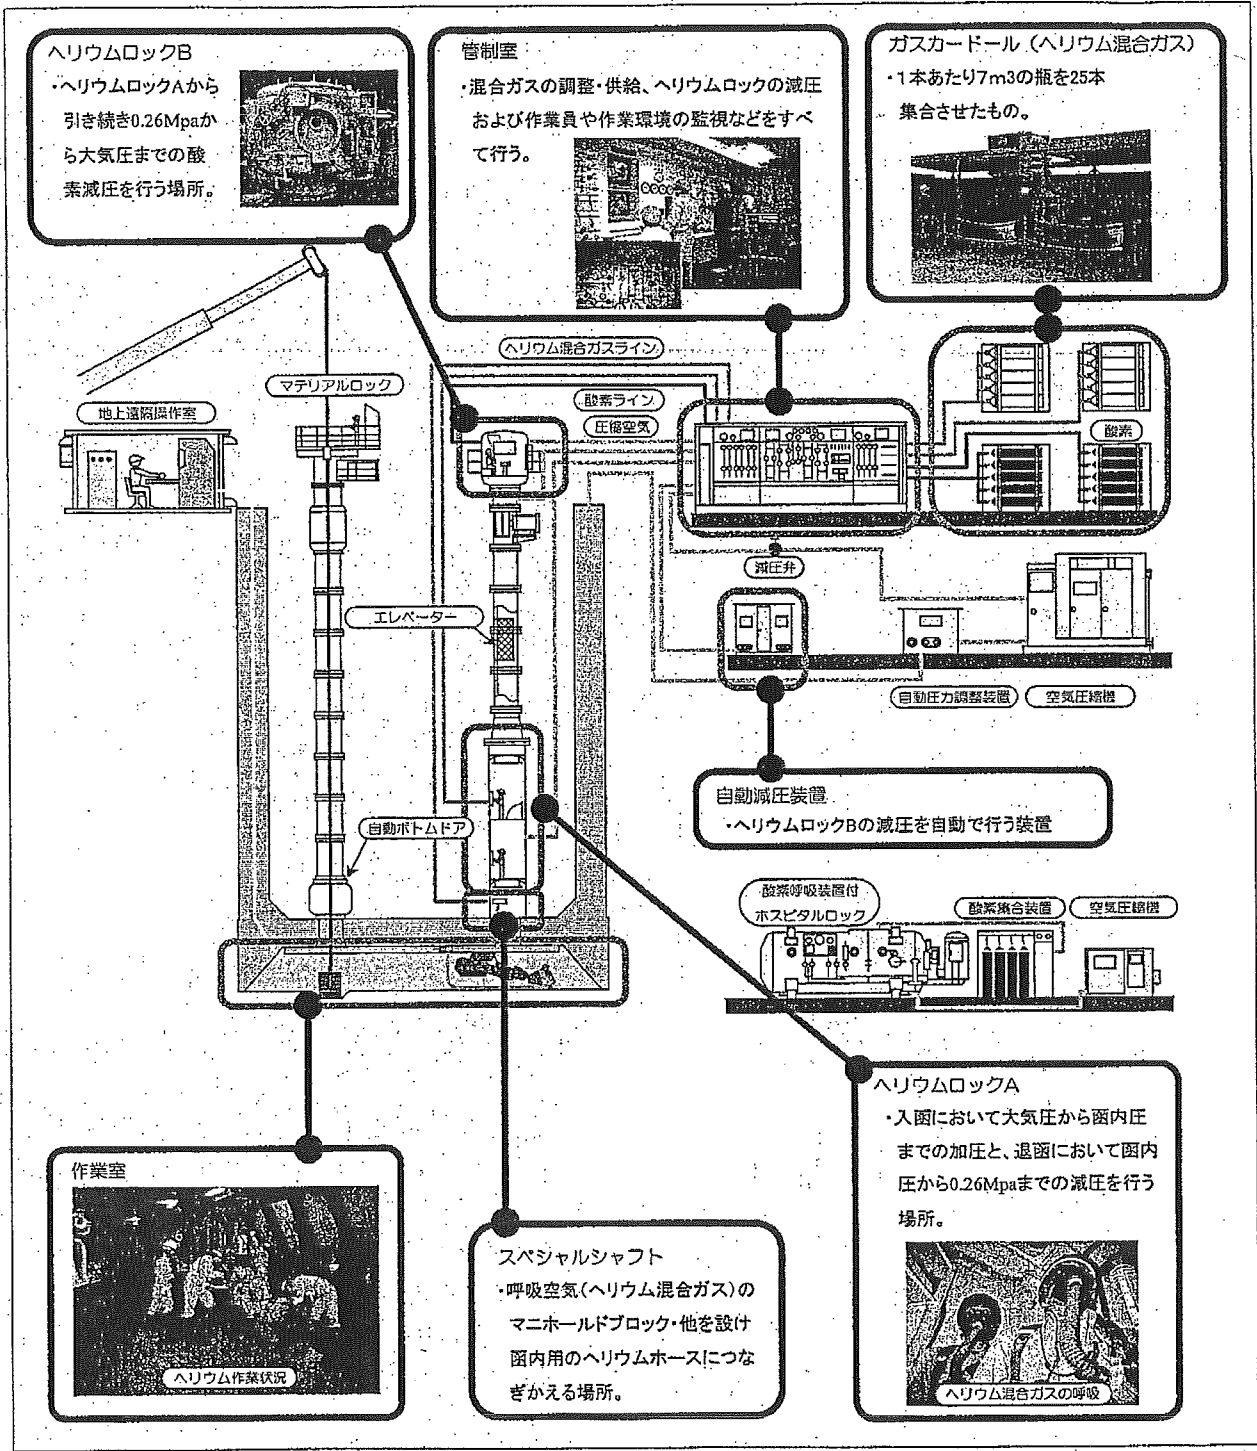 ヘリウムロックB
・ヘリウムロックAから
引き続き0.26Mpaか
ら大気圧までの酸
素減圧を行う場所。
管制室
・混合ガスの調整・供給、ヘリウムロックの減圧
および作業員や作業環境の監視などをすべ
て行う。
ガスカードール（ヘリウム混合ガス）
・1本あたり7m3の瓶を25本
集合させたもの。
ヘリウム混合ガスライン
マテリアルロック
酸素ライン
圧縮空気
地上遠隔操作室
酸素
減圧弁
エレベーター
自動圧力調整装置
空気圧縮機
自動減圧装置
・ヘリウムロックBの減圧を自動で行う装置
自動ボトムドア
酸素呼吸装置付
ホスピタルロック
酸素集合装置
空気圧縮機
ヘリウムロックA
・入函において大気圧から函内圧
までの加圧と、退函において函内
圧から0.26Mpaまでの減圧を行う
場所。
ヘリウム混合ガスの呼吸
作業室
ヘリウム作業状況
スペシャルシャフト
・呼吸空気(ヘリウム混合ガス)の
マニホールドブロック・他を設け
函内用のヘリウムホースにつな
ぎかえる場所。